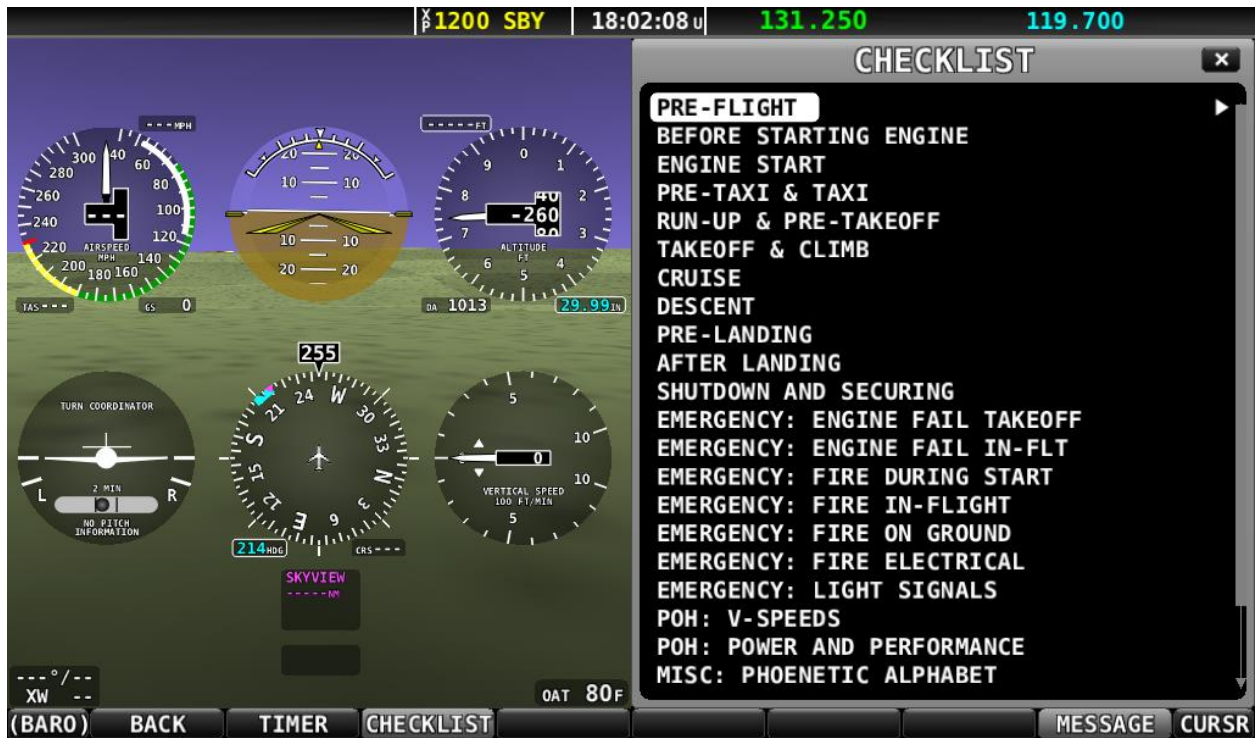 XP 1200 SBY 18:02:08 U 131.250 119.700
CHECKLIST
PRE-FLIGHT
BEFORE STARTING ENGINE
ENGINE START
PRE-TAXI & TAXI
RUN-UP & PRE-TAKEOFF
TAKEOFF & CLIMB
CRUISE
DESCENT
PRE-LANDING
AFTER LANDING
SHUTDOWN AND SECURING
EMERGENCY: ENGINE FAIL TAKEOFF
EMERGENCY: ENGINE FAIL IN-FLT
EMERGENCY: FIRE DURING START
EMERGENCY: FIRE IN-FLIGHT
EMERGENCY: FIRE ON GROUND
EMERGENCY: FIRE ELECTRICAL
EMERGENCY: LIGHT SIGNALS
POH: V-SPEEDS
POH: POWER AND PERFORMANCE
MISC: PHOENETIC ALPHABET
---MPH
300 40 60 80 100 120 140 160 180 200 220 240 260 280
AIRSPEED
MPH
TAS---
GS 0
20 20
10 10
10 10
20 20
-----FT
0 1 2 3 4 5 6 7 8 9
-260
ALTITUDE
FT
DA 1013
29.99IN
TURN COORDINATOR
L R
2 MIN
NO PITCH
INFORMATION
255
S 21 24 W 30 33 N 3 6 E 12 15
214HDG
CRS---
5 10
0
VERTICAL SPEED
100 FT/MIN
10 5
SKYVIEW
-----NM
---°/--
XW --
OAT 80F
(BARO) BACK TIMER CHECKLIST MESSAGE CURSR